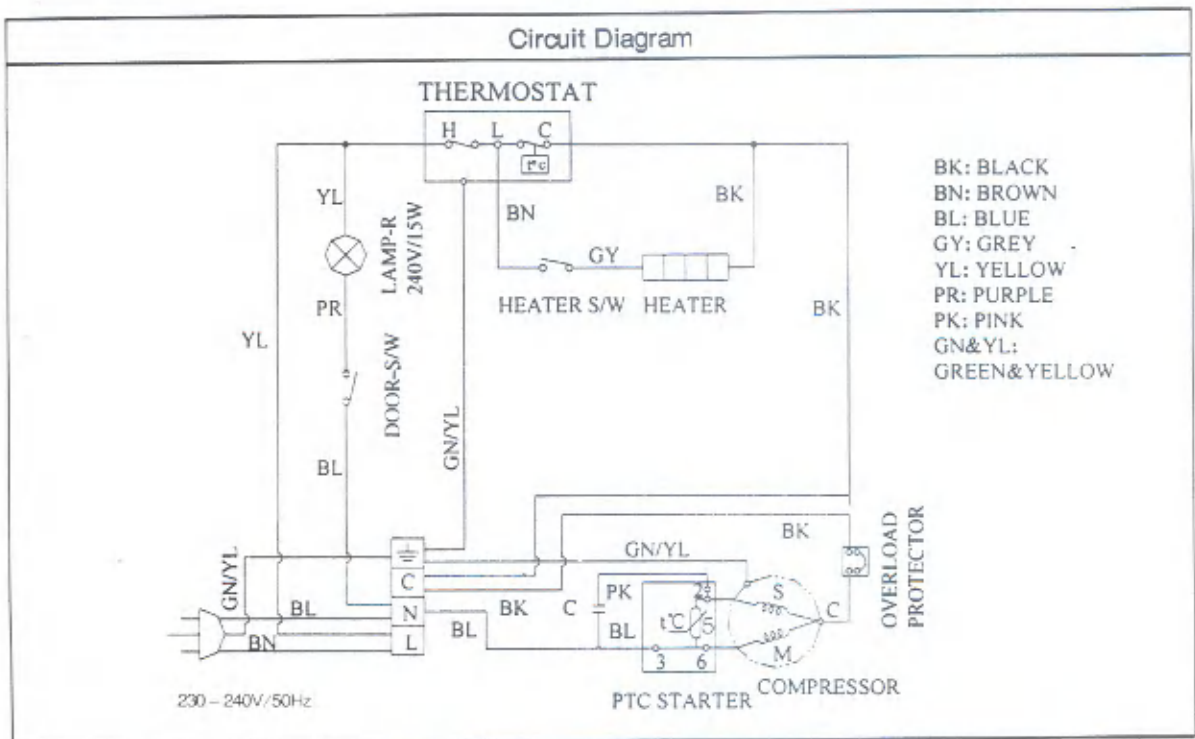 Circuit Diagram
THERMOSTAT
H L C
t°c
YL
BN
BK
LAMP-R
240V/15W
GY
HEATER S/W HEATER
PR
YL
BK
DOOR-S/W
GN/YL
BL
BK: BLACK
BN: BROWN
BL: BLUE
GY: GREY
YL: YELLOW
PR: PURPLE
PK: PINK
GN&YL:
GREEN&YELLOW
BK
OVERLOAD
PROTECTOR
GN/YL
GN/YL
C
N
L
BL
BN
BK
BL
C
PK
BL
2
t°C
5
3 6
S
C
M
PTC STARTER
COMPRESSOR
230-240V/50Hz